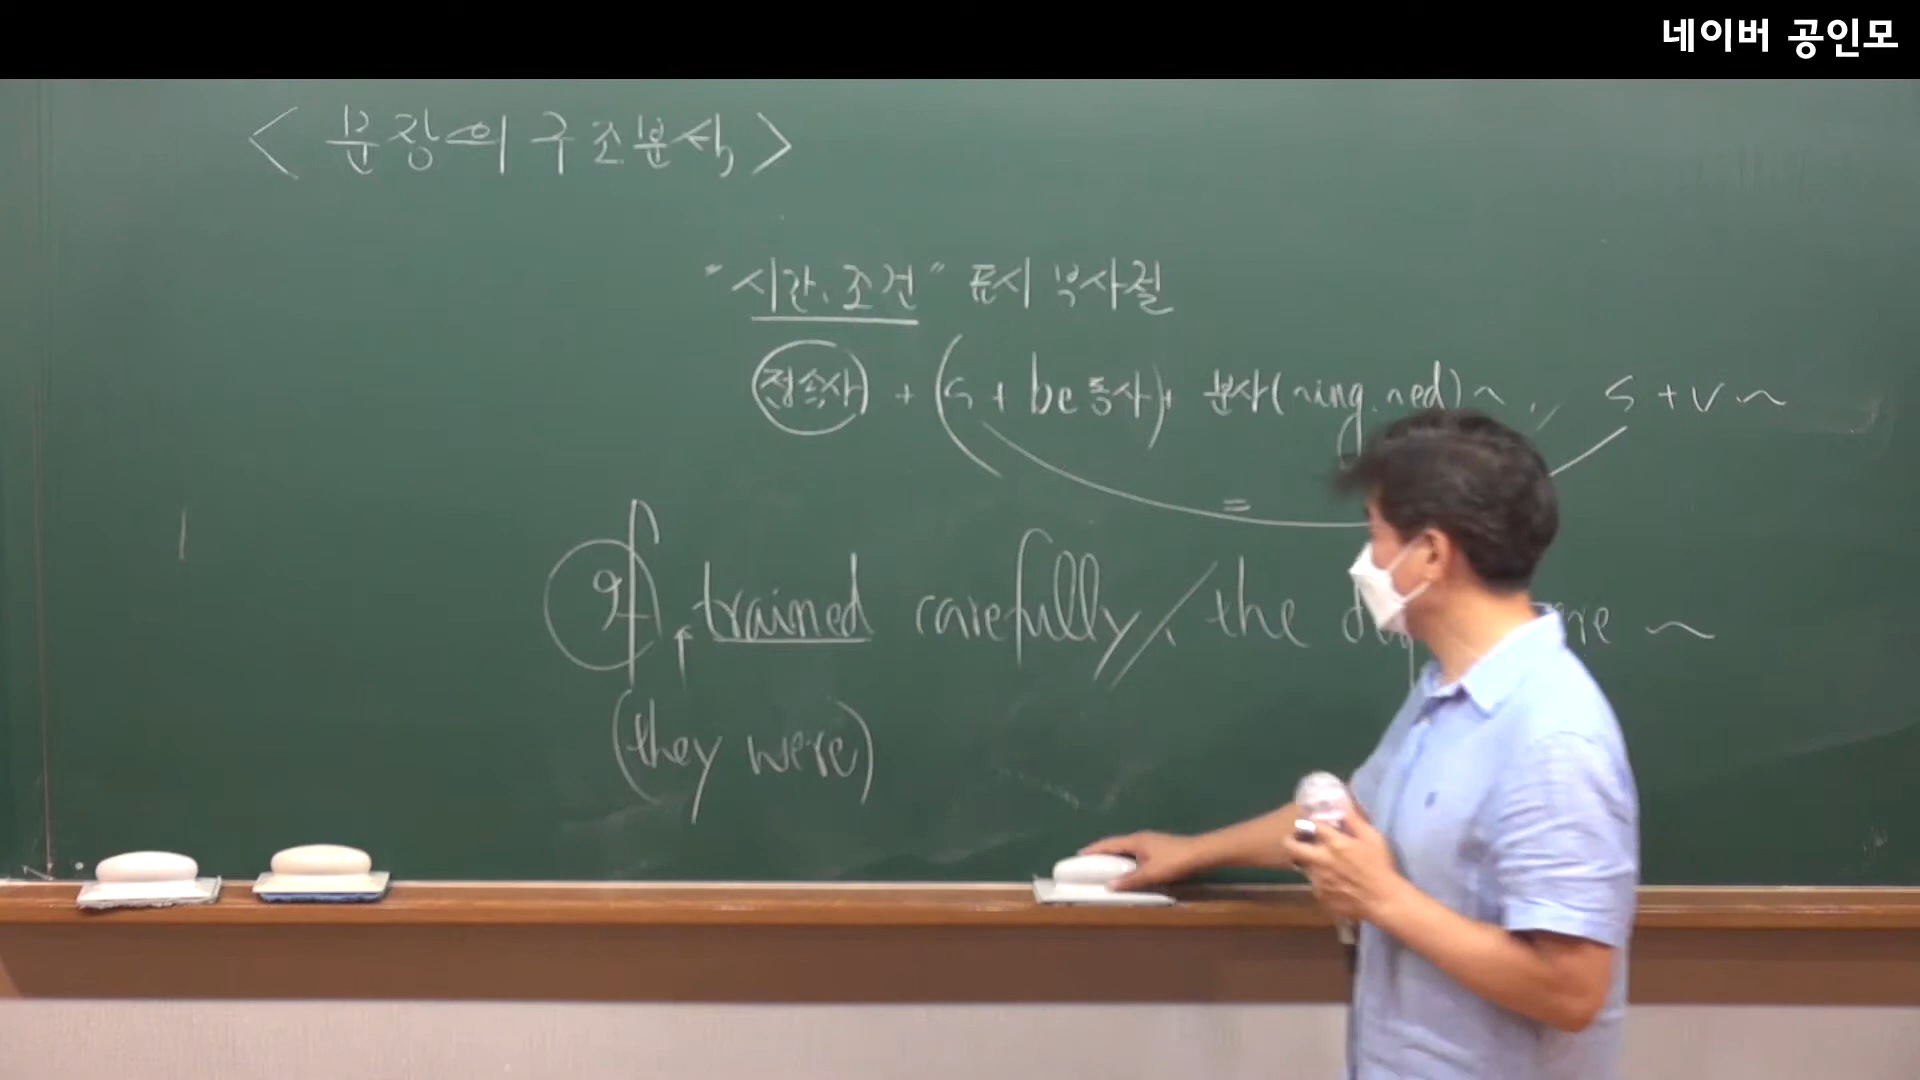 네이버 공인모
< 문장의 구조분석 >
"시간, 조건" 표시 부사절
접속사 + (S + be동사) + 분사(~ing, ~ed) ~ , S + V ~
If trained carefully, the ~
(they were)